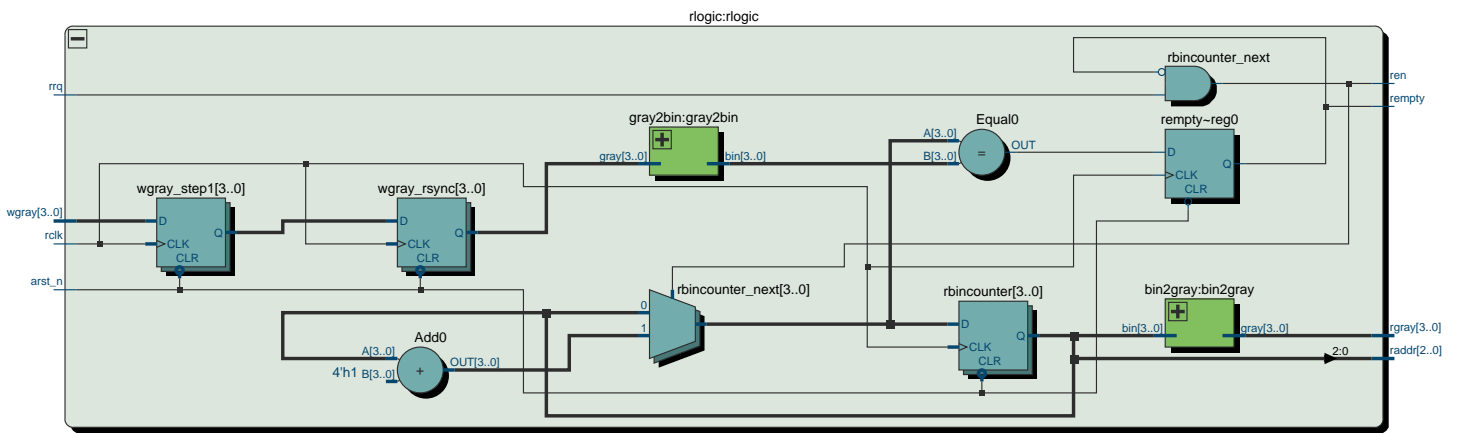 rlogic:rlogic
rbincounter_next
ren
rrq
rempty
gray2bin:gray2bin
Equal0
rempty~reg0
A[3..0]
OUT
D
gray[3..0]
bin[3..0]
B[3..0]
=
Q
CLK
CLR
wgray_step1[3..0]
wgray_rsync[3..0]
wgray[3..0]
D
Q
D
Q
rclk
CLK
CLK
CLR
CLR
arst_n
rbincounter_next[3..0]
rbincounter[3..0]
bin2gray:bin2gray
0
D
Q
bin[3..0]
gray[3..0]
rgray[3..0]
1
Add0
CLK
2:0
raddr[2..0]
A[3..0]
OUT[3..0]
CLR
4'h1
B[3..0]
+